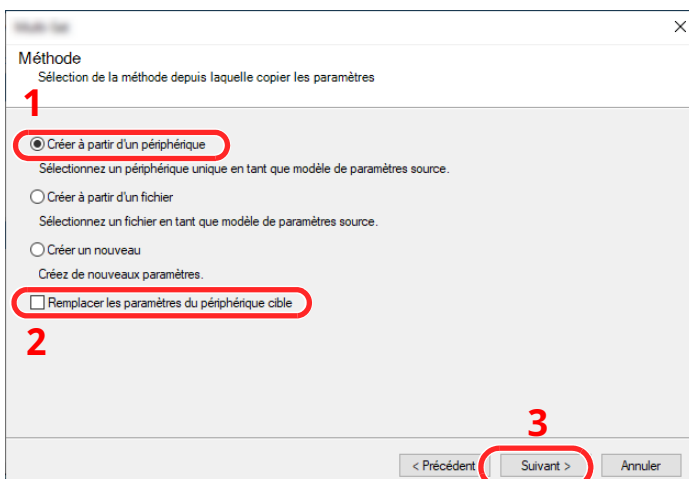 Méthode
Sélection de la méthode depuis laquelle copier les paramètres
1
Créer à partir d'un périphérique
Sélectionnez un périphérique unique en tant que modèle de paramètres source.
Créer à partir d'un fichier
Sélectionnez un fichier en tant que modèle de paramètres source.
Créer un nouveau
Créez de nouveaux paramètres.
Remplacer les paramètres du périphérique cible
2
3
< Précédent Suivant > Annuler